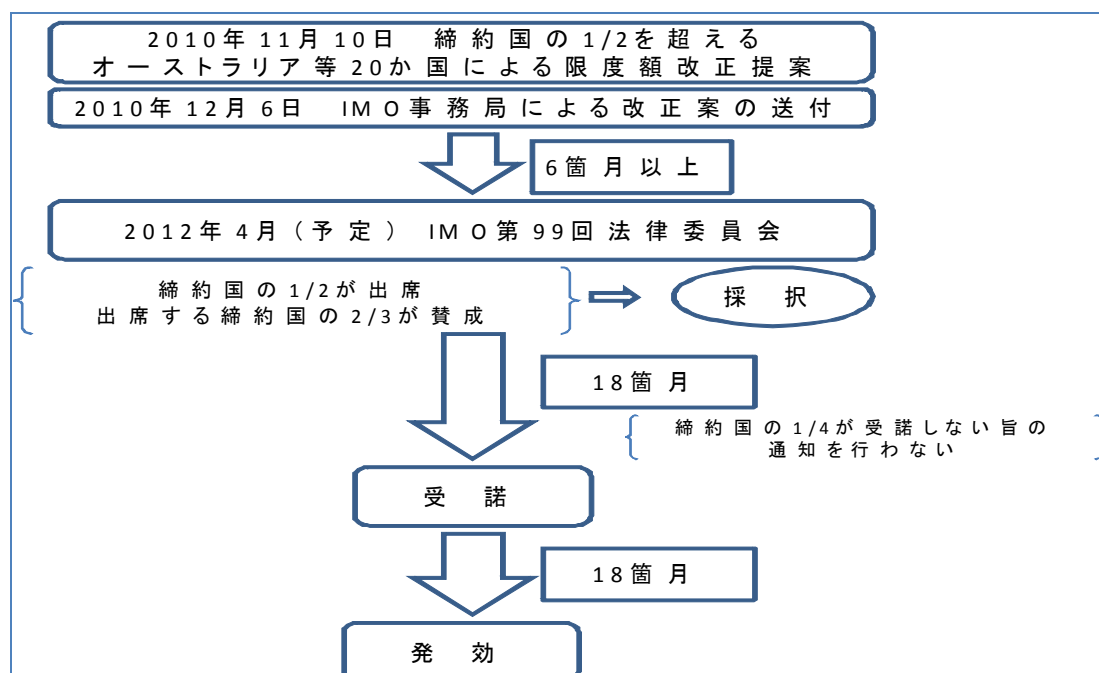 2010年11月10日　締約国の1/2を超える
オーストラリア等20か国による限度額改正提案
2010年12月6日　IMO事務局による改正案の送付
6箇月以上
2012年4月（予定） IMO第99回法律委員会
締約国の1/2が出席
出席する締約国の2/3が賛成
採　択
18箇月
締約国の1/4が受諾しない旨の
通知を行わない
受　諾
18箇月
発　効